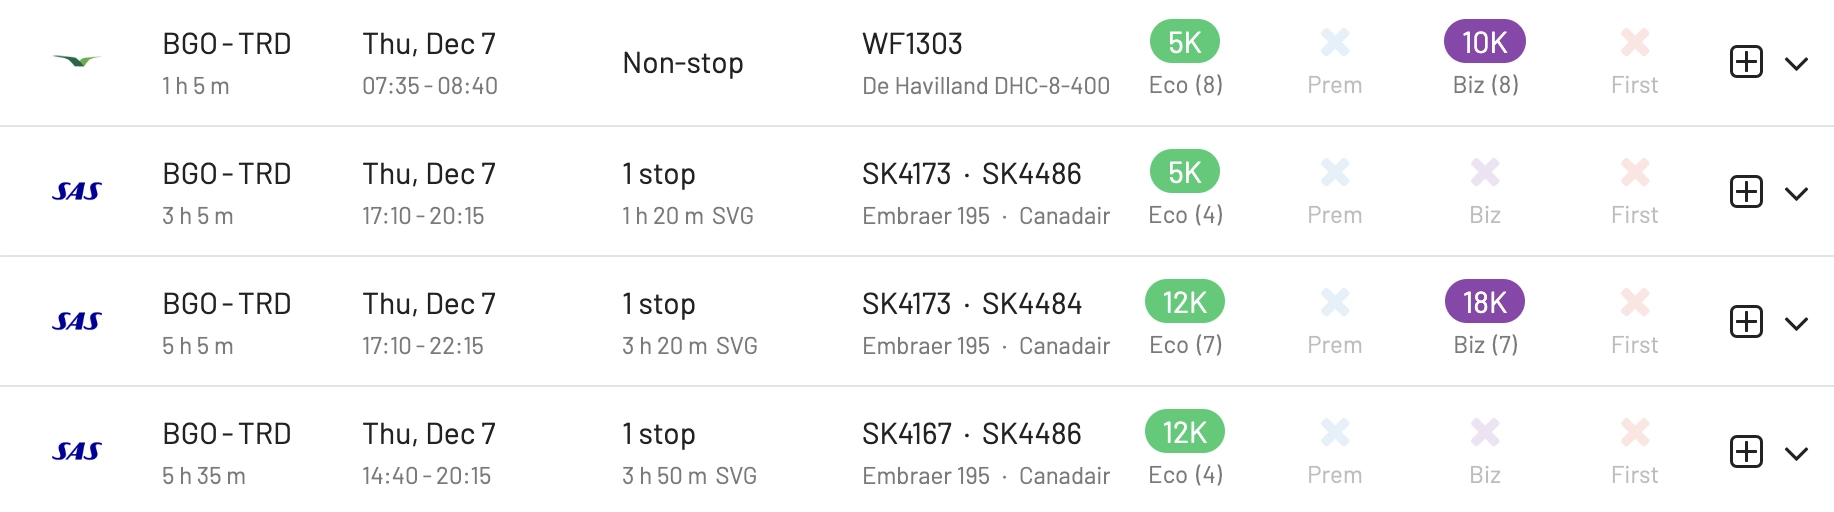 BGO - TRD Thu, Dec 7 Non-stop WF1303 5K 10K
1 h 5 m 07:35 - 08:40 De Havilland DHC-8-400 Eco (8) Prem Biz (8) First
SAS BGO - TRD Thu, Dec 7 1 stop SK4173 · SK4486 5K
3 h 5 m 17:10 - 20:15 1 h 20 m SVG Embraer 195 · Canadair Eco (4) Prem Biz First
SAS BGO - TRD Thu, Dec 7 1 stop SK4173 · SK4484 12K 18K
5 h 5 m 17:10 - 22:15 3 h 20 m SVG Embraer 195 · Canadair Eco (7) Prem Biz (7) First
SAS BGO - TRD Thu, Dec 7 1 stop SK4167 · SK4486 12K
5 h 35 m 14:40 - 20:15 3 h 50 m SVG Embraer 195 · Canadair Eco (4) Prem Biz First